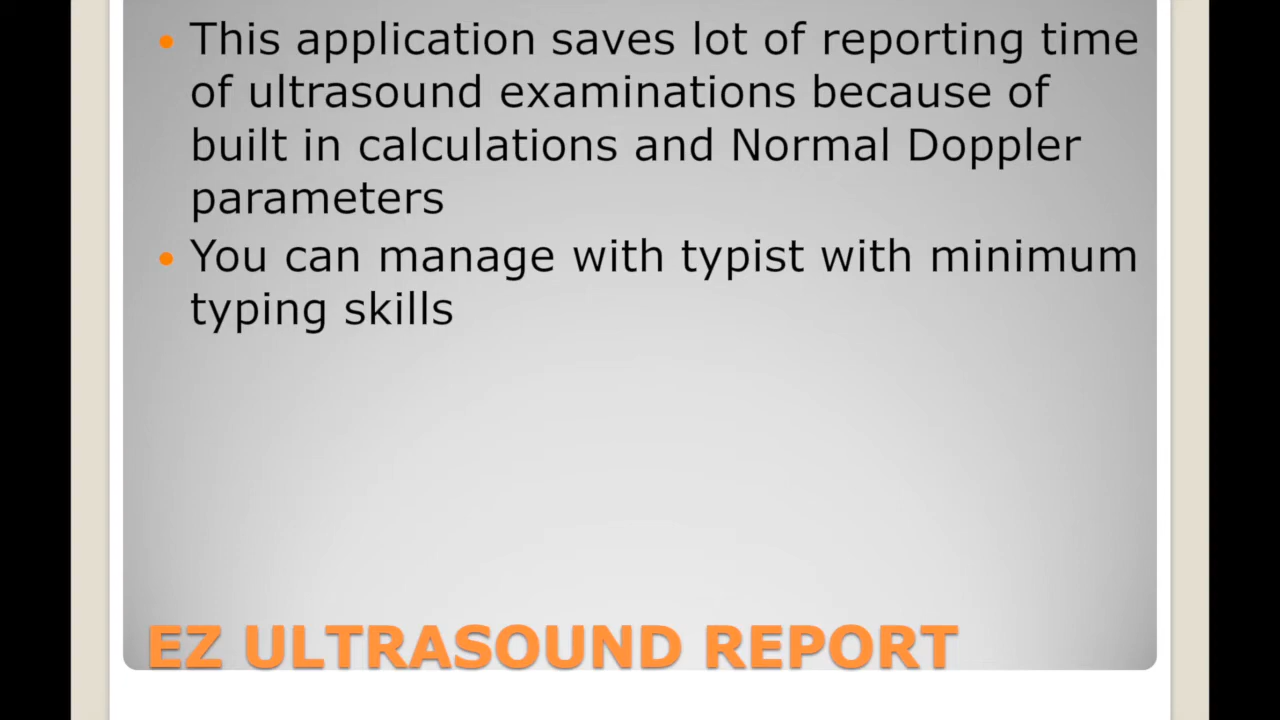 This application saves lot of reporting time
of ultrasound examinations because of
built in calculations and Normal Doppler
parameters
You can manage with typist with minimum
typing skills
EZ ULTRASOUND REPORT